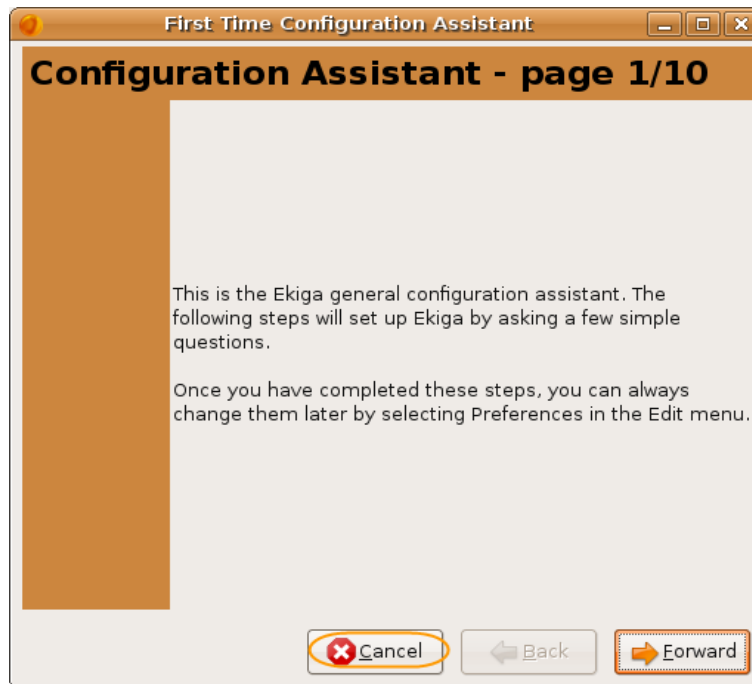 First Time Configuration Assistant
Configuration Assistant - page 1/10
This is the Ekiga general configuration assistant. The
following steps will set up Ekiga by asking a few simple
questions.
Once you have completed these steps, you can always
change them later by selecting Preferences in the Edit menu.
Cancel
Back
Forward